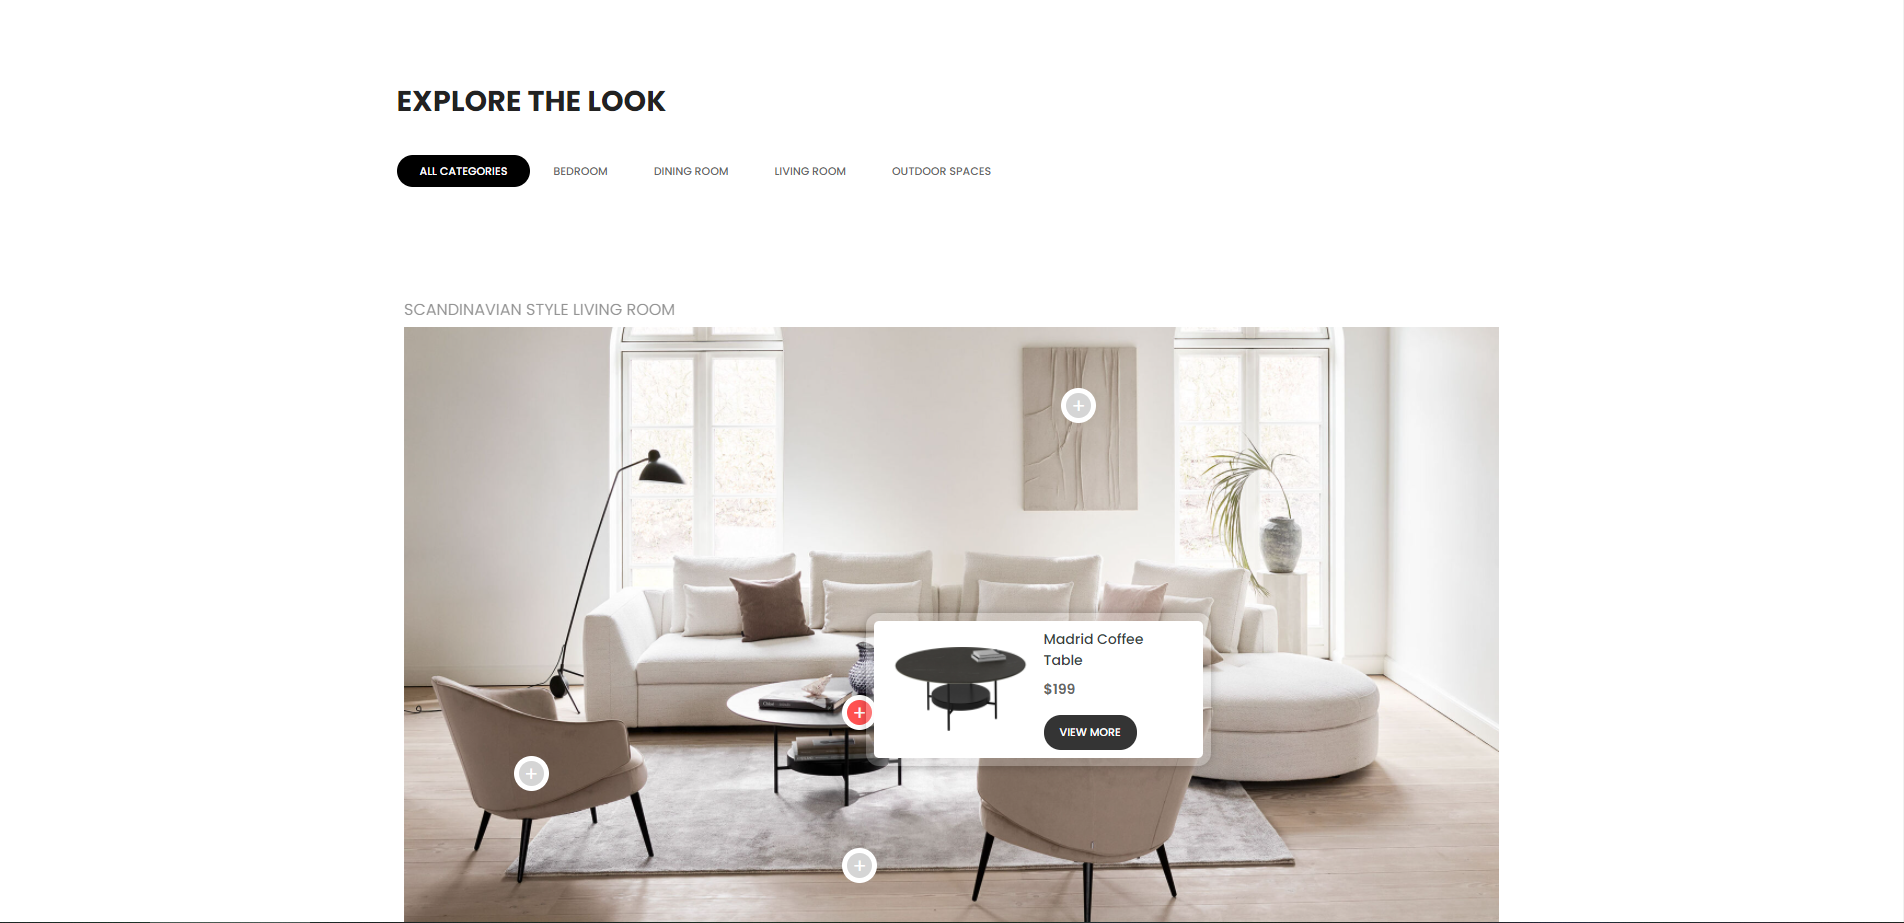 EXPLORE THE LOOK
ALL CATEGORIES BEDROOM DINING ROOM LIVING ROOM OUTDOOR SPACES
SCANDINAVIAN STYLE LIVING ROOM
Madrid Coffee
Table
$199
VIEW MORE